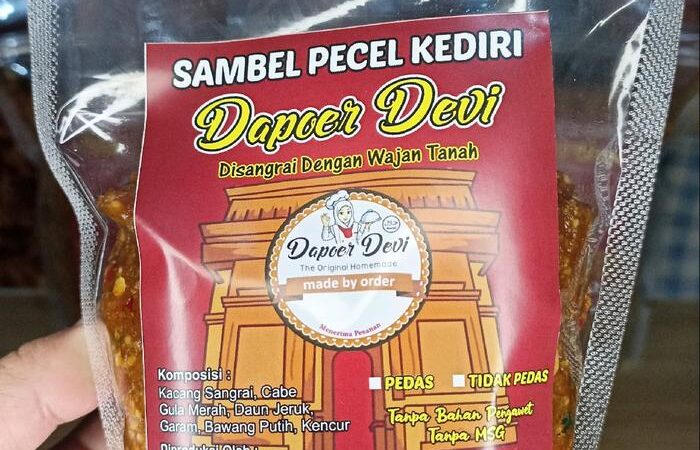 SAMBEL PECEL KEDIRI
Dapoer Devi
Disangrai Dengan Wajan Tanah
Dapoer Devi
The Original Homemade
made by order
Menerima Pesanan
Komposisi :
Kacang Sangrai, Cabe
Gula Merah, Daun Jeruk,
Garam, Bawang Putih, Kencur
PEDAS
TIDAK PEDAS
Tanpa Bahan Pengawet
Tanpa MSG
Diproduksi Oleh :